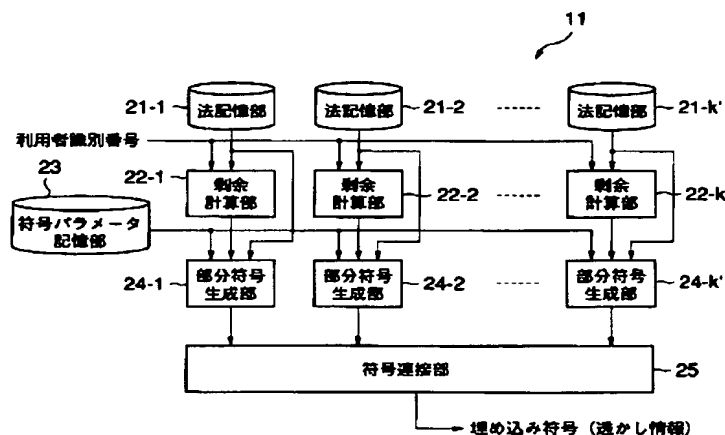 11
法記憶部
法記憶部
法記憶部
21-1
21-2
21-k'
利用者識別番号
23
22-1
剰余
計算部
剰余
計算部
22-2
剰余
計算部
22-k
符号パラメータ
記憶部
24-1
部分符号
生成部
部分符号
生成部
24-2
部分符号
生成部
24-k'
符号連接部
25
埋め込み符号（透かし情報）